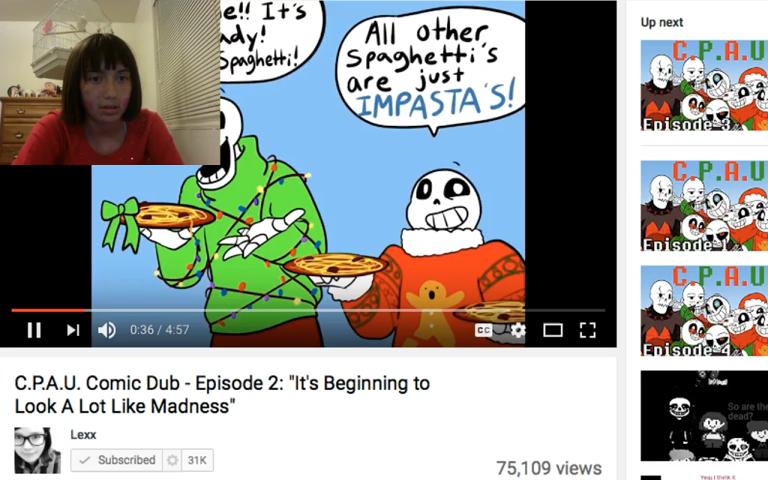 e!! It's
dy!
Spaghetti!
All other
Spaghetti's
are just
IMPASTA'S!
0:36 / 4:57
CC
C.P.A.U. Comic Dub - Episode 2: "It's Beginning to
Look A Lot Like Madness"
Lexx
Subscribed
31K
75,109 views
Up next
C.P.A.U
Episode 3
C.P.A.U
Episode 1
C.P.A.U
Episode 4
So are the
dead?